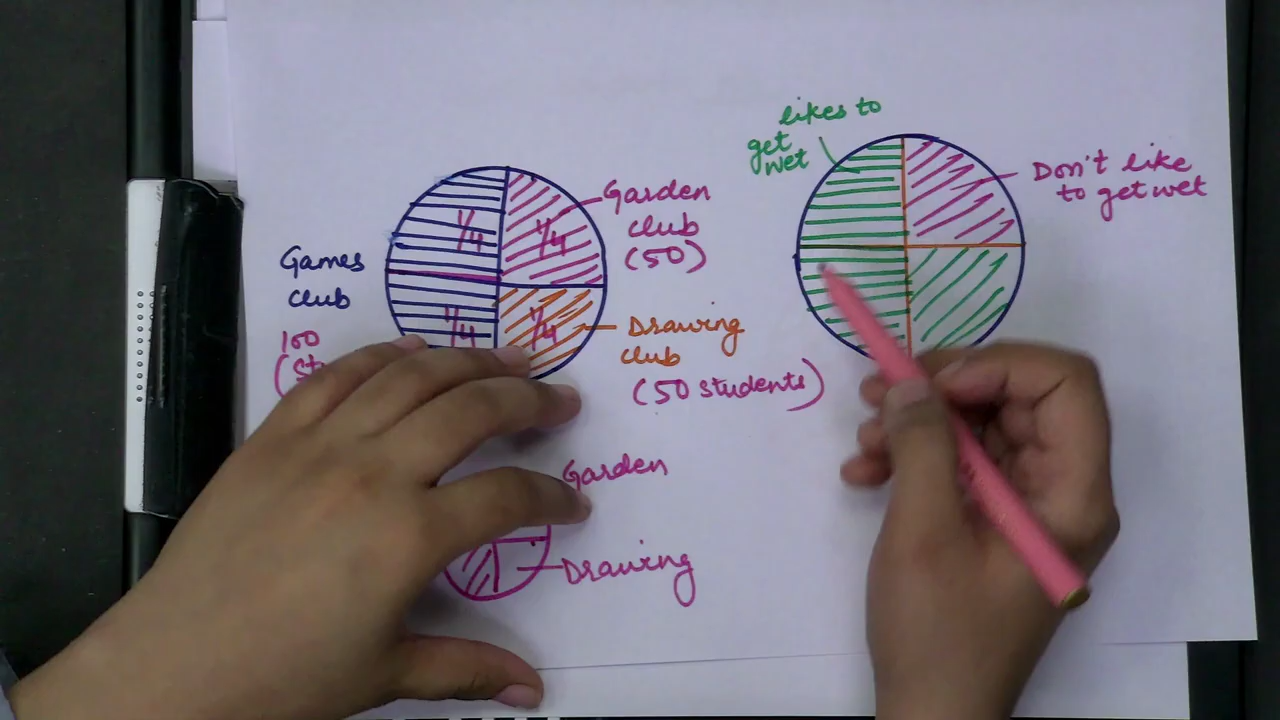 likes to
get
wet
Don't like
to get wet
Garden
club
(50)
1/4
1/4
Games
club
1/4
1/4
Drawing
club
100
(50 students)
Garden
Drawing